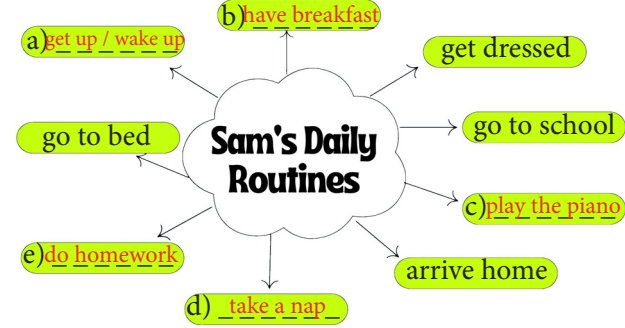 b) have breakfast
a) get up / wake up
get dressed
go to bed
Sam's Daily
Routines
go to school
c) play the piano
e) do homework
arrive home
d) take a nap